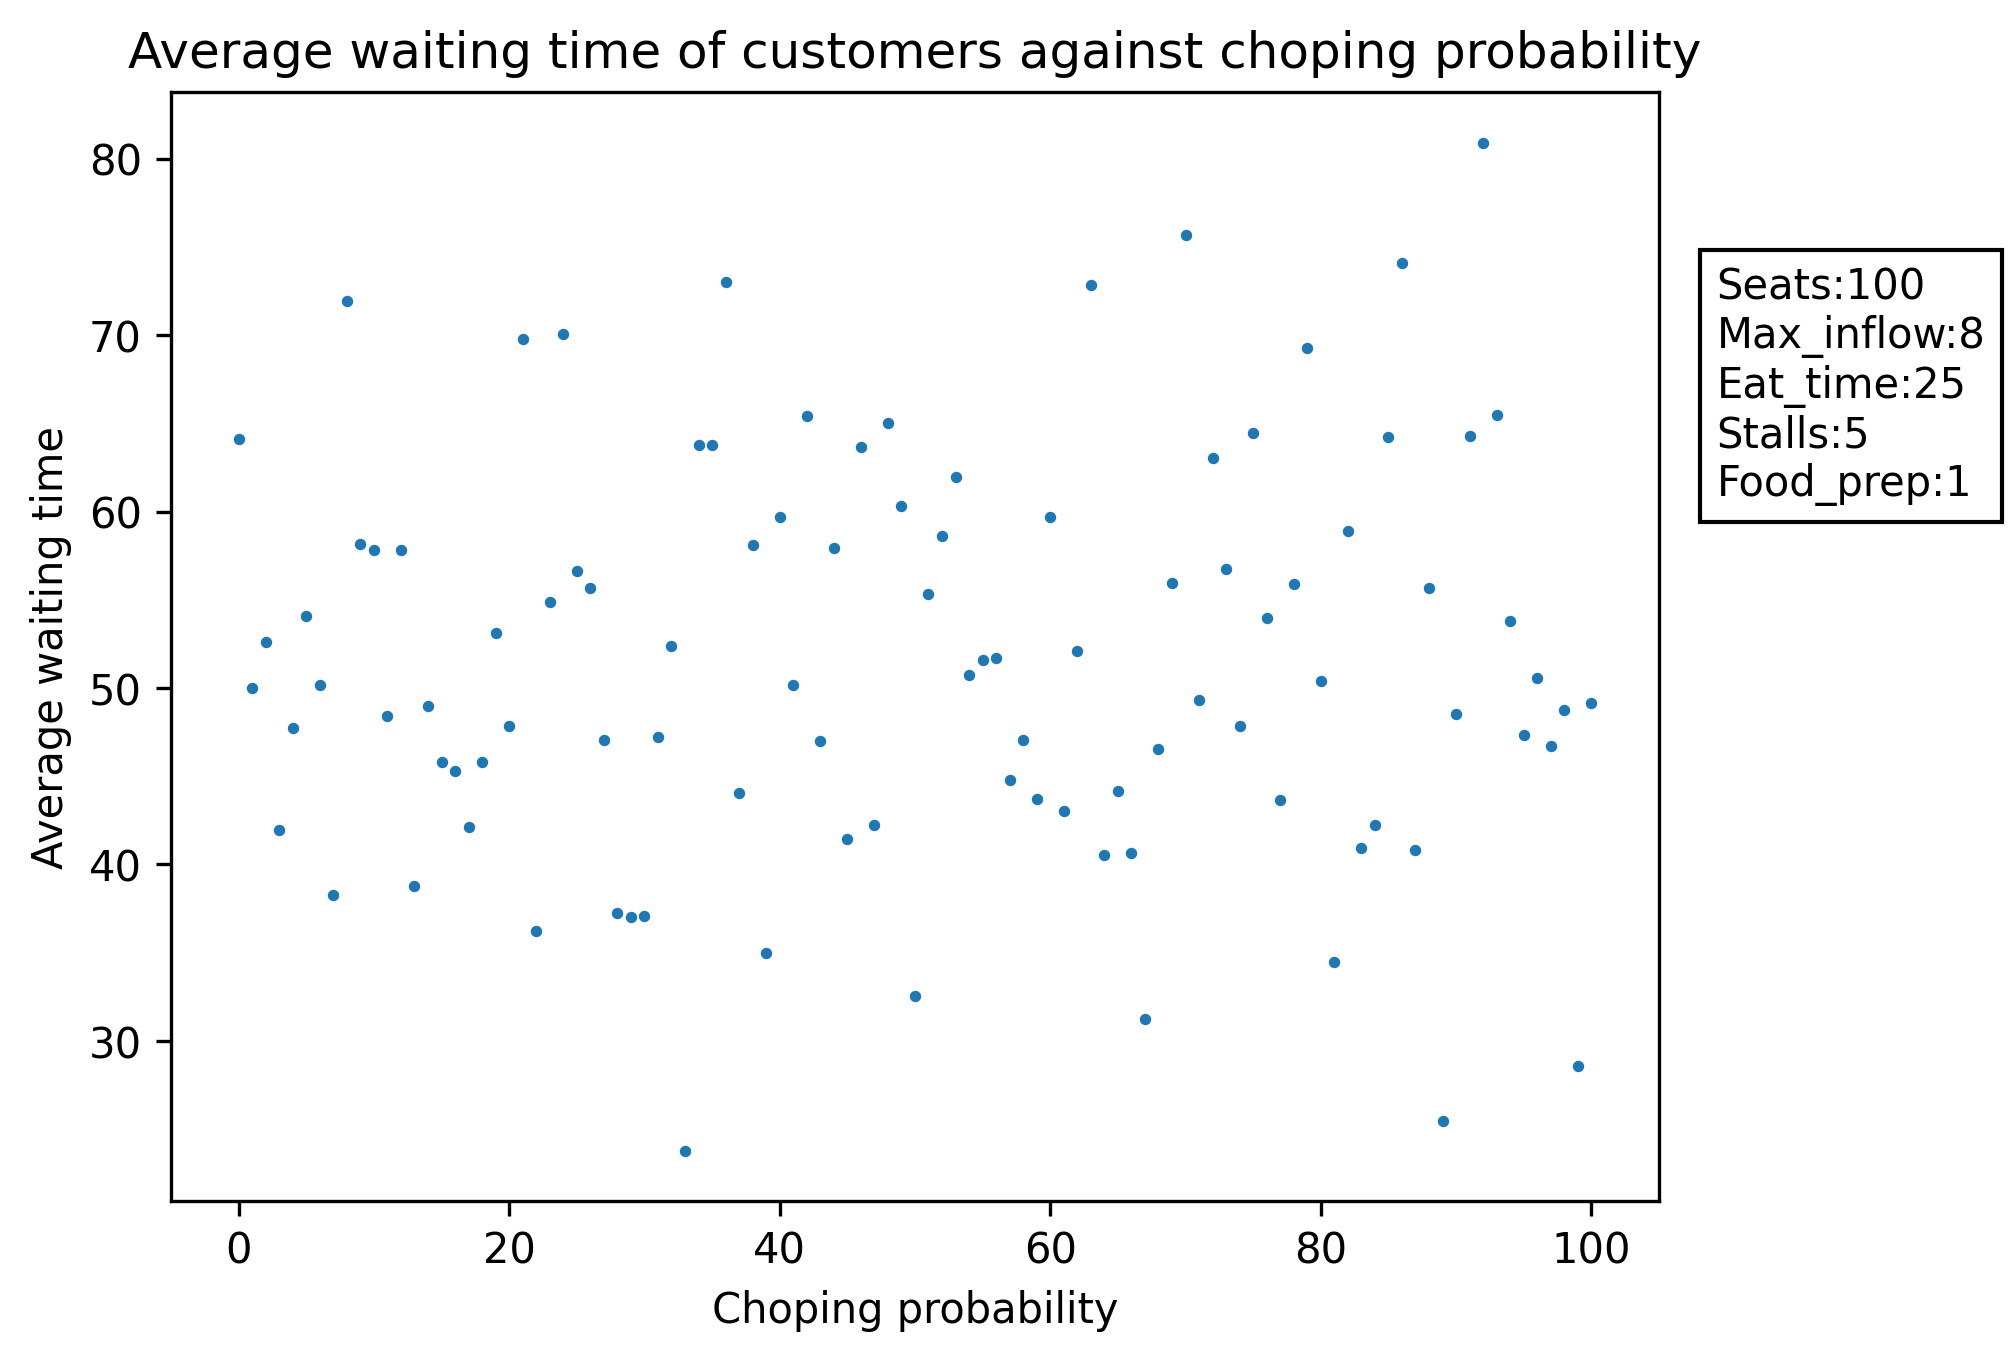 Average waiting time of customers against choping probability
80
70
60
50
40
30
Average waiting time
0 20 40 60 80 100
Choping probability
Seats:100
Max_inflow:8
Eat_time:25
Stalls:5
Food_prep:1